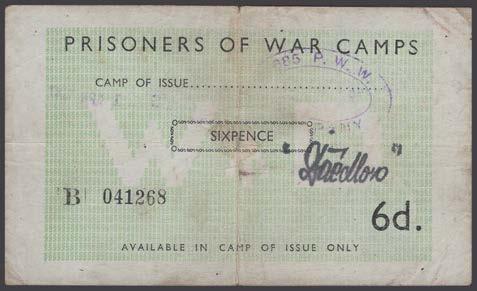 PRISONERS OF WAR CAMPS
CAMP OF ISSUE
P. W. W.
SIXPENCE
B 041268
6d.
AVAILABLE IN CAMP OF ISSUE ONLY